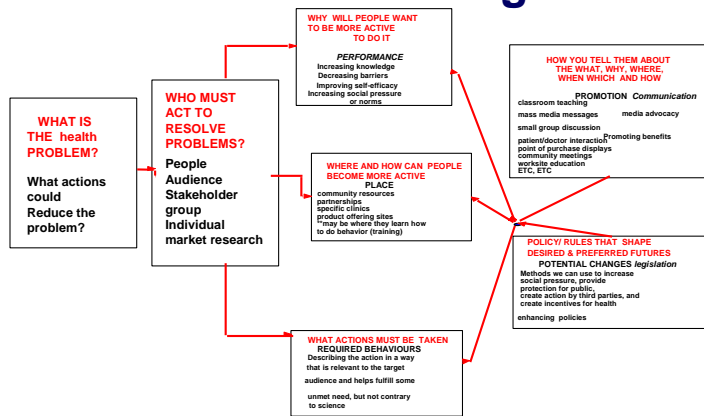 WHAT IS
THE health
PROBLEM?
What actions
could
Reduce the
problem?
WHO MUST
ACT TO
RESOLVE
PROBLEMS?
People
Audience
Stakeholder
group
Individual
market research
WHY WILL PEOPLE WANT
TO BE MORE ACTIVE
TO DO IT
PERFORMANCE
Increasing knowledge
Decreasing barriers
Improving self-efficacy
Increasing social pressure
or norms
WHERE AND HOW CAN PEOPLE
BECOME MORE ACTIVE
PLACE
community resources
partnerships
specific clinics
product offering sites
**may be where they learn how
to do behavior (training)
WHAT ACTIONS MUST BE TAKEN
REQUIRED BEHAVIOURS
Describing the action in a way
that is relevant to the target
audience and helps fulfill some
unmet need, but not contrary
to science
HOW YOU TELL THEM ABOUT
THE WHAT, WHY, WHERE,
WHEN WHICH AND HOW
PROMOTION Communication
classroom teaching
mass media messages media advocacy
small group discussion
Promoting benefits
patient/doctor interaction
point of purchase displays
community meetings
worksite education
ETC, ETC
POLICY/ RULES THAT SHAPE
DESIRED & PREFERRED FUTURES
POTENTIAL CHANGES legislation
Methods we can use to increase
social pressure, provide
protection for public,
create action by third parties, and
create incentives for health
enhancing policies